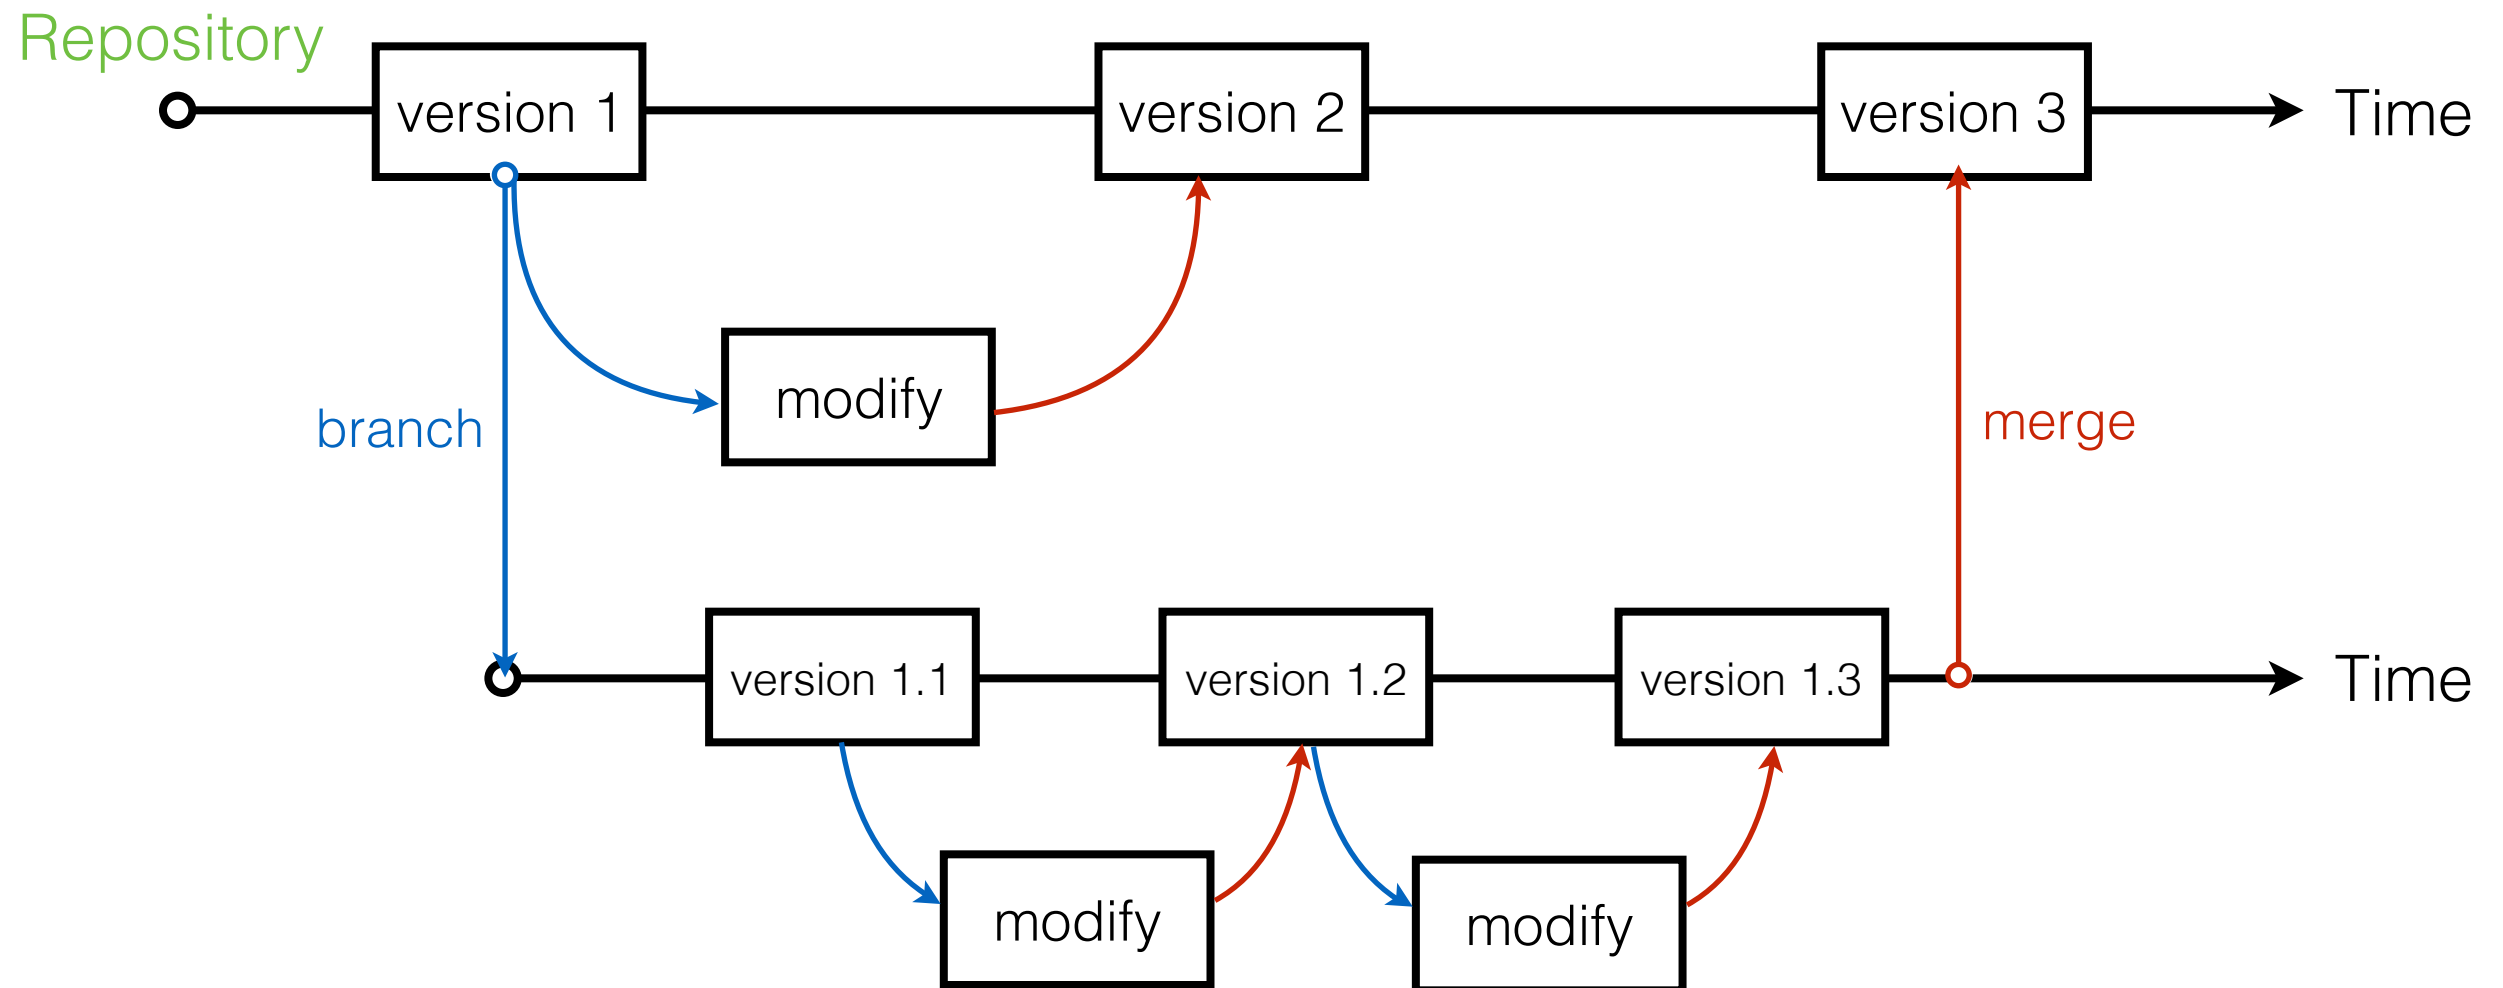 Repository
version 1
version 2
version 3
Time
modify
branch
merge
version 1.1
version 1.2
version 1.3
Time
modify
modify